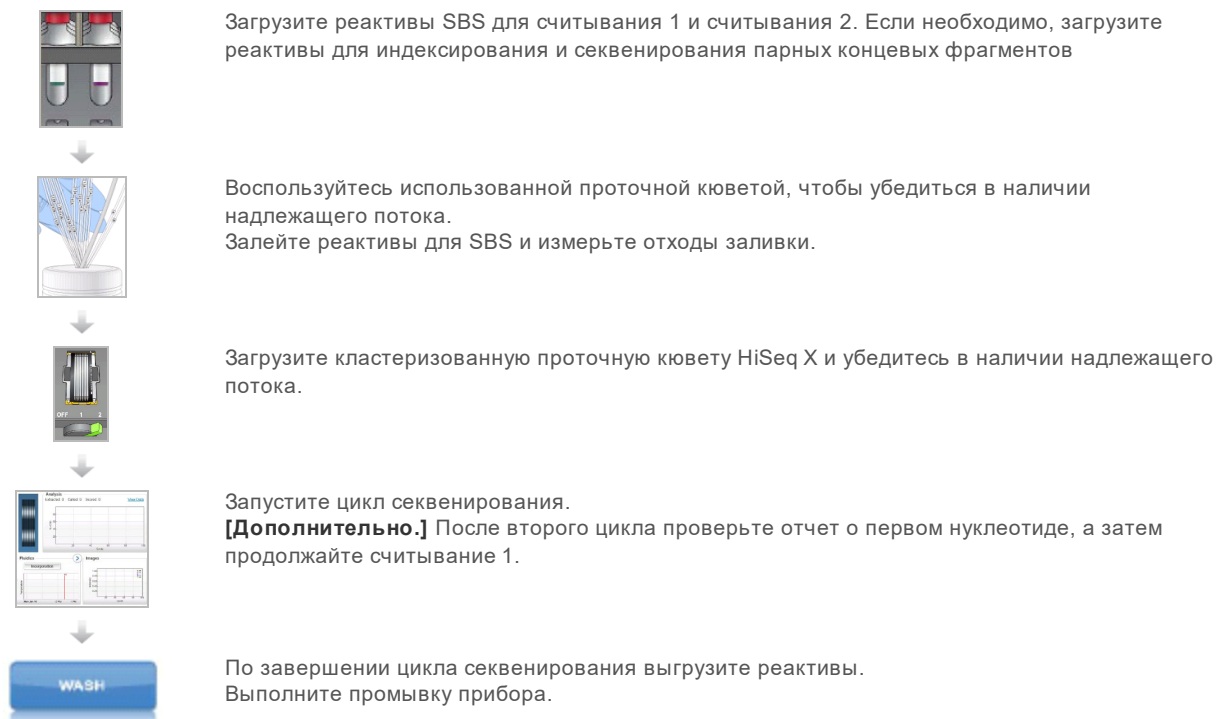 Загрузите реактивы SBS для считывания 1 и считывания 2. Если необходимо, загрузите
реактивы для индексирования и секвенирования парных концевых фрагментов
Воспользуйтесь использованной проточной кюветой, чтобы убедиться в наличии
надлежащего потока.
Залейте реактивы для SBS и измерьте отходы заливки.
Загрузите кластеризованную проточную кювету HiSeq X и убедитесь в наличии надлежащего
потока.
OFF 1 2
Analysis
Images
Запустите цикл секвенирования.
[Дополнительно.] После второго цикла проверьте отчет о первом нуклеотиде, а затем
продолжайте считывание 1.
WASH
По завершении цикла секвенирования выгрузите реактивы.
Выполните промывку прибора.